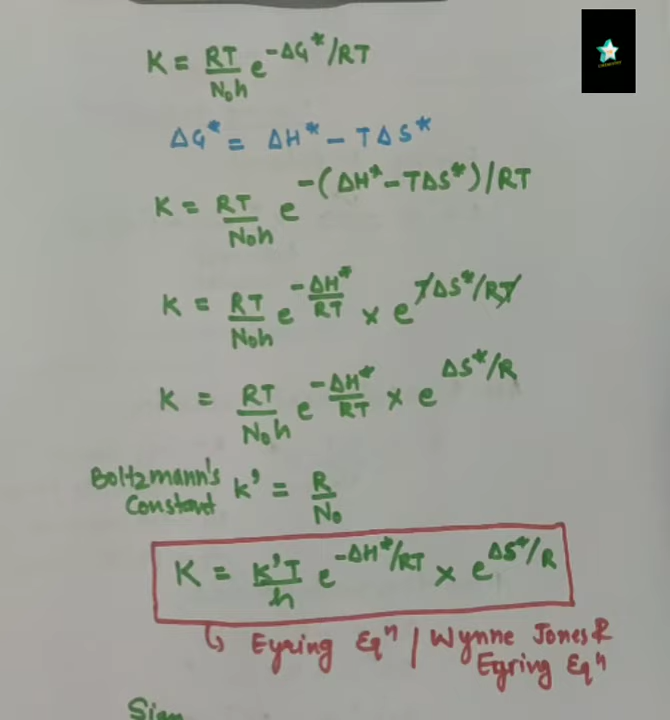 K = RT/N₀h e^(-ΔG*/RT)
ΔG* = ΔH* - TΔS*
K = RT/N₀h e^(-(ΔH*-TΔS*)/RT)
K = RT/N₀h e^(-ΔH*/RT) × e^(TΔS*/RT)
K = RT/N₀h e^(-ΔH*/RT) × e^(ΔS*/R)
Boltzmann's
Constant K' = R/N₀
K = K'T/h e^(-ΔH*/RT) × e^(ΔS*/R)
↳ Eyring Eqⁿ / Wynne Jones &
Eyring Eqⁿ